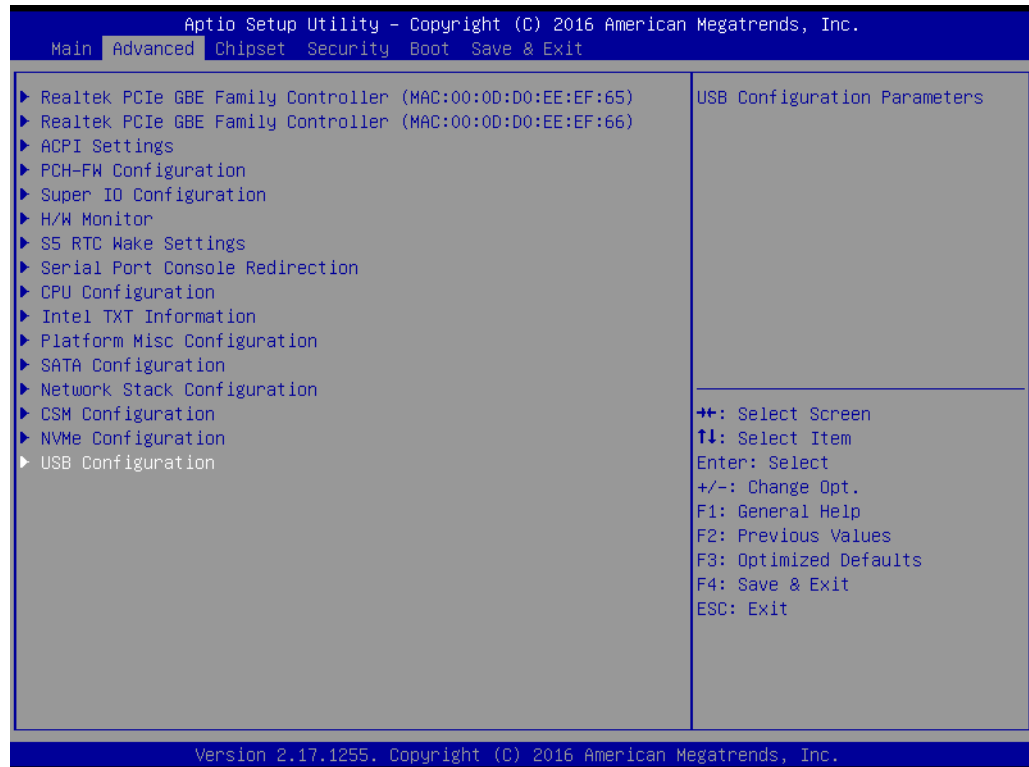 Aptio Setup Utility – Copyright (C) 2016 American Megatrends, Inc.
Main Advanced Chipset Security Boot Save & Exit
▶ Realtek PCIe GBE Family Controller (MAC:00:0D:D0:EE:EF:65)
▶ Realtek PCIe GBE Family Controller (MAC:00:0D:D0:EE:EF:66)
▶ ACPI Settings
▶ PCH-FW Configuration
▶ Super IO Configuration
▶ H/W Monitor
▶ S5 RTC Wake Settings
▶ Serial Port Console Redirection
▶ CPU Configuration
▶ Intel TXT Information
▶ Platform Misc Configuration
▶ SATA Configuration
▶ Network Stack Configuration
▶ CSM Configuration
▶ NVMe Configuration
▶ USB Configuration
USB Configuration Parameters
→←: Select Screen
↑↓: Select Item
Enter: Select
+/-: Change Opt.
F1: General Help
F2: Previous Values
F3: Optimized Defaults
F4: Save & Exit
ESC: Exit
Version 2.17.1255. Copyright (C) 2016 American Megatrends, Inc.